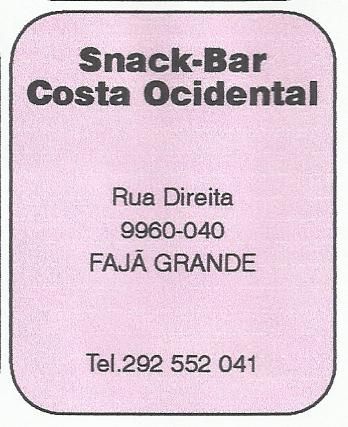 Snack-Bar
Costa Ocidental
Rua Direita
9960-040
FAJÃ GRANDE
Tel.292 552 041